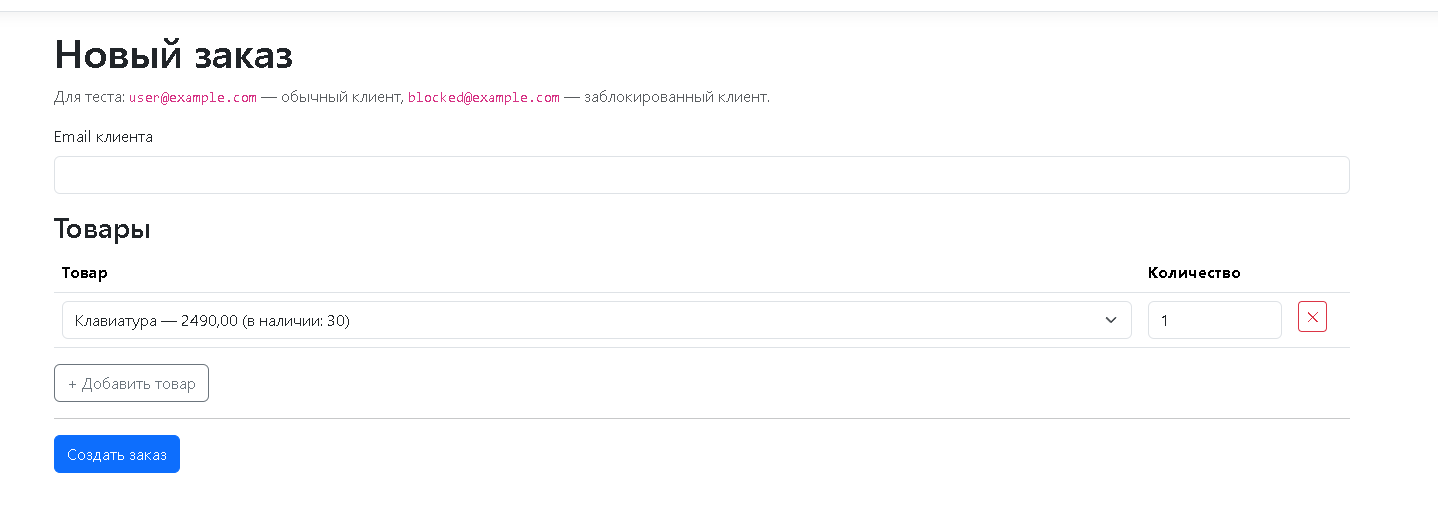 Новый заказ
Для теста: user@example.com — обычный клиент, blocked@example.com — заблокированный клиент.
Email клиента
Товары
Товар Количество
Клавиатура — 2490,00 (в наличии: 30) 1
+ Добавить товар
Создать заказ